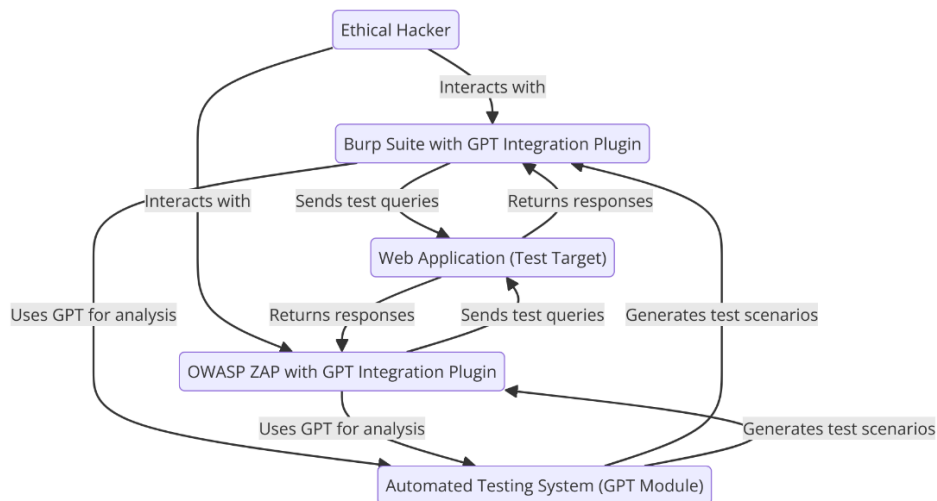 Ethical Hacker
Interacts with
Burp Suite with GPT Integration Plugin
Interacts with
Sends test queries
Returns responses
Web Application (Test Target)
Uses GPT for analysis
Returns responses
Sends test queries
Generates test scenarios
OWASP ZAP with GPT Integration Plugin
Uses GPT for analysis
Generates test scenarios
Automated Testing System (GPT Module)